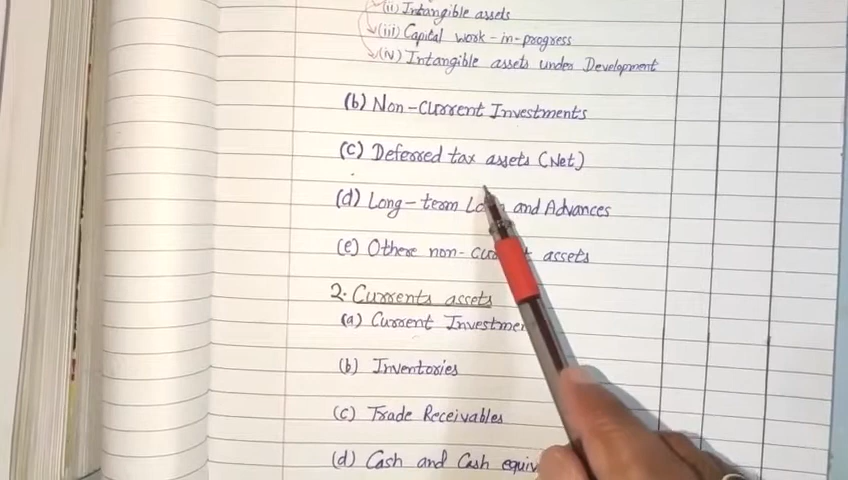 (ii) Intangible assets
(iii) Capital work-in-progress
(iv) Intangible assets under Development
(b) Non-current Investments
(c) Deferred tax assets (Net)
(d) Long-term and Advances
(e) Othere non- assets
2. Currents assets
(a) Current
(b) Inventories
(c) Trade Receivables
(d) Cash and Cash